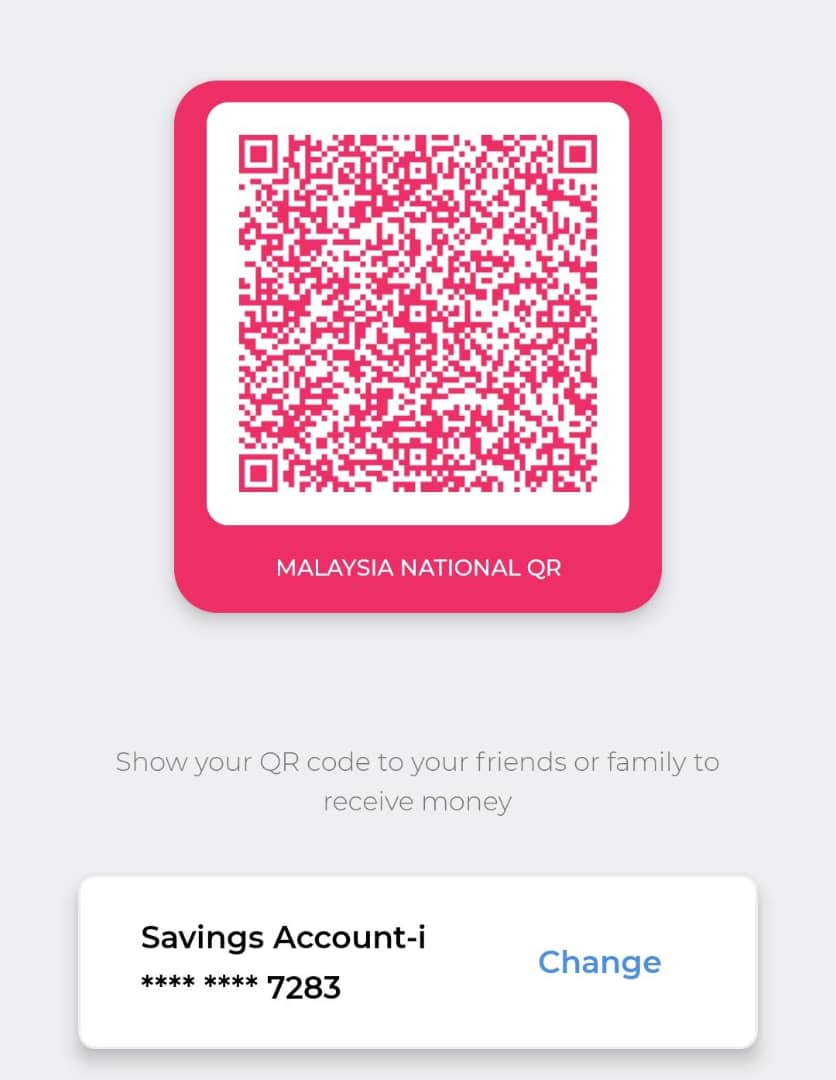 MALAYSIA NATIONAL QR
Show your QR code to your friends or family to
receive money
Savings Account-i
**** **** 7283
Change